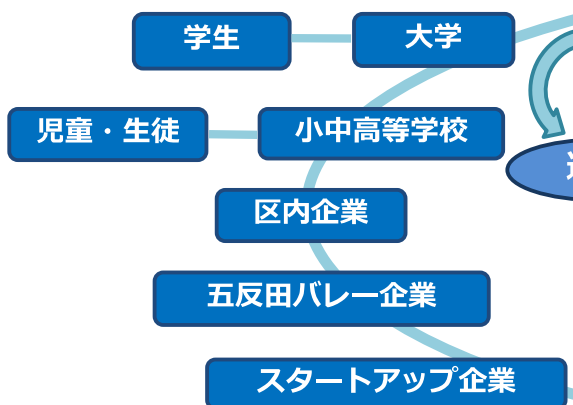 学生
大学
児童・生徒
小中高等学校
区内企業
五反田バレー企業
スタートアップ企業